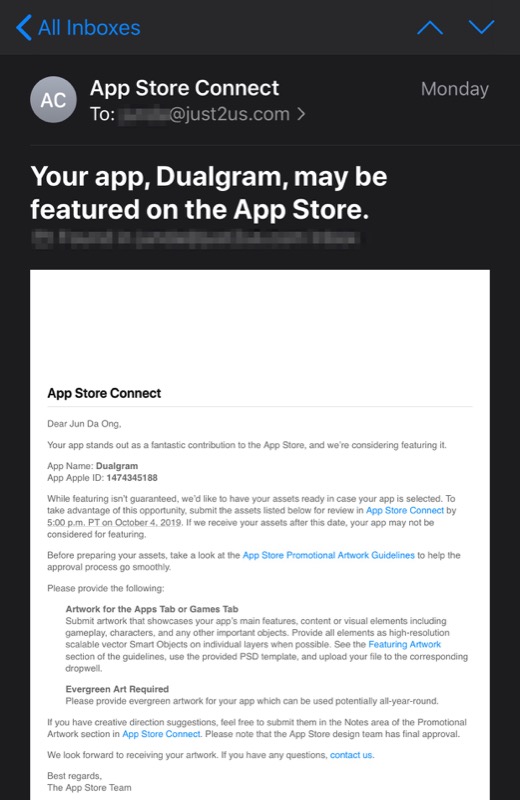 All Inboxes
AC
App Store Connect
Monday
To: @just2us.com
Your app, Dualgram, may be
featured on the App Store.
App Store Connect
Dear Jun Da Ong,
Your app stands out as a fantastic contribution to the App Store, and we're considering featuring it.
App Name: Dualgram
App Apple ID: 1474345188
While featuring isn't guaranteed, we'd like to have your assets ready in case your app is selected. To
take advantage of this opportunity, submit the assets listed below for review in App Store Connect by
5:00 p.m. PT on October 4, 2019. If we receive your assets after this date, your app may not be
considered for featuring.
Before preparing your assets, take a look at the App Store Promotional Artwork Guidelines to help the
approval process go smoothly.
Please provide the following:
Artwork for the Apps Tab or Games Tab
Submit artwork that showcases your app's main features, content or visual elements including
gameplay, characters, and any other important objects. Provide all elements as high-resolution
scalable vector Smart Objects on individual layers when possible. See the Featuring Artwork
section of the guidelines, use the provided PSD template, and upload your file to the corresponding
dropwell.
Evergreen Art Required
Please provide evergreen artwork for your app which can be used potentially all-year-round.
If you have creative direction suggestions, feel free to submit them in the Notes area of the Promotional
Artwork section in App Store Connect. Please note that the App Store design team has final approval.
We look forward to receiving your artwork. If you have any questions, contact us.
Best regards,
The App Store Team